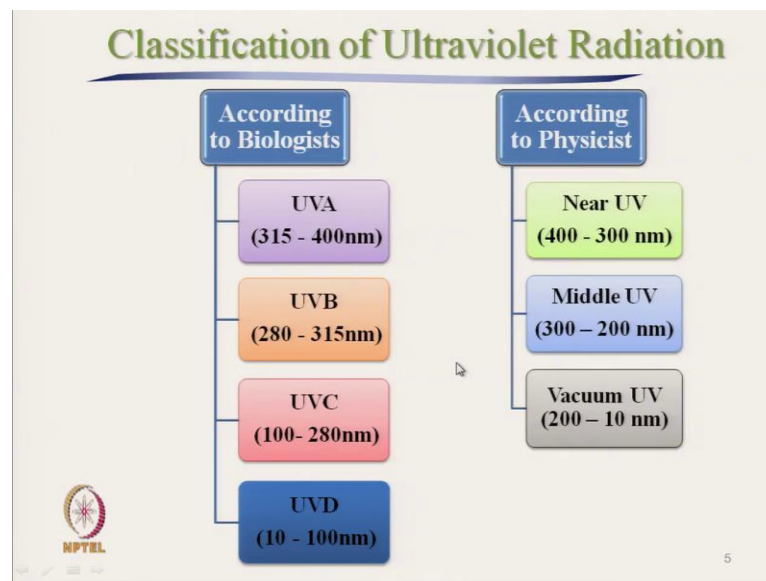 Classification of Ultraviolet Radiation
According
to Biologists
UVA
(315 - 400nm)
UVB
(280 - 315nm)
UVC
(100- 280nm)
UVD
(10 - 100nm)
According
to Physicist
Near UV
(400 - 300 nm)
Middle UV
(300 – 200 nm)
Vacuum UV
(200 – 10 nm)
NPTEL
5